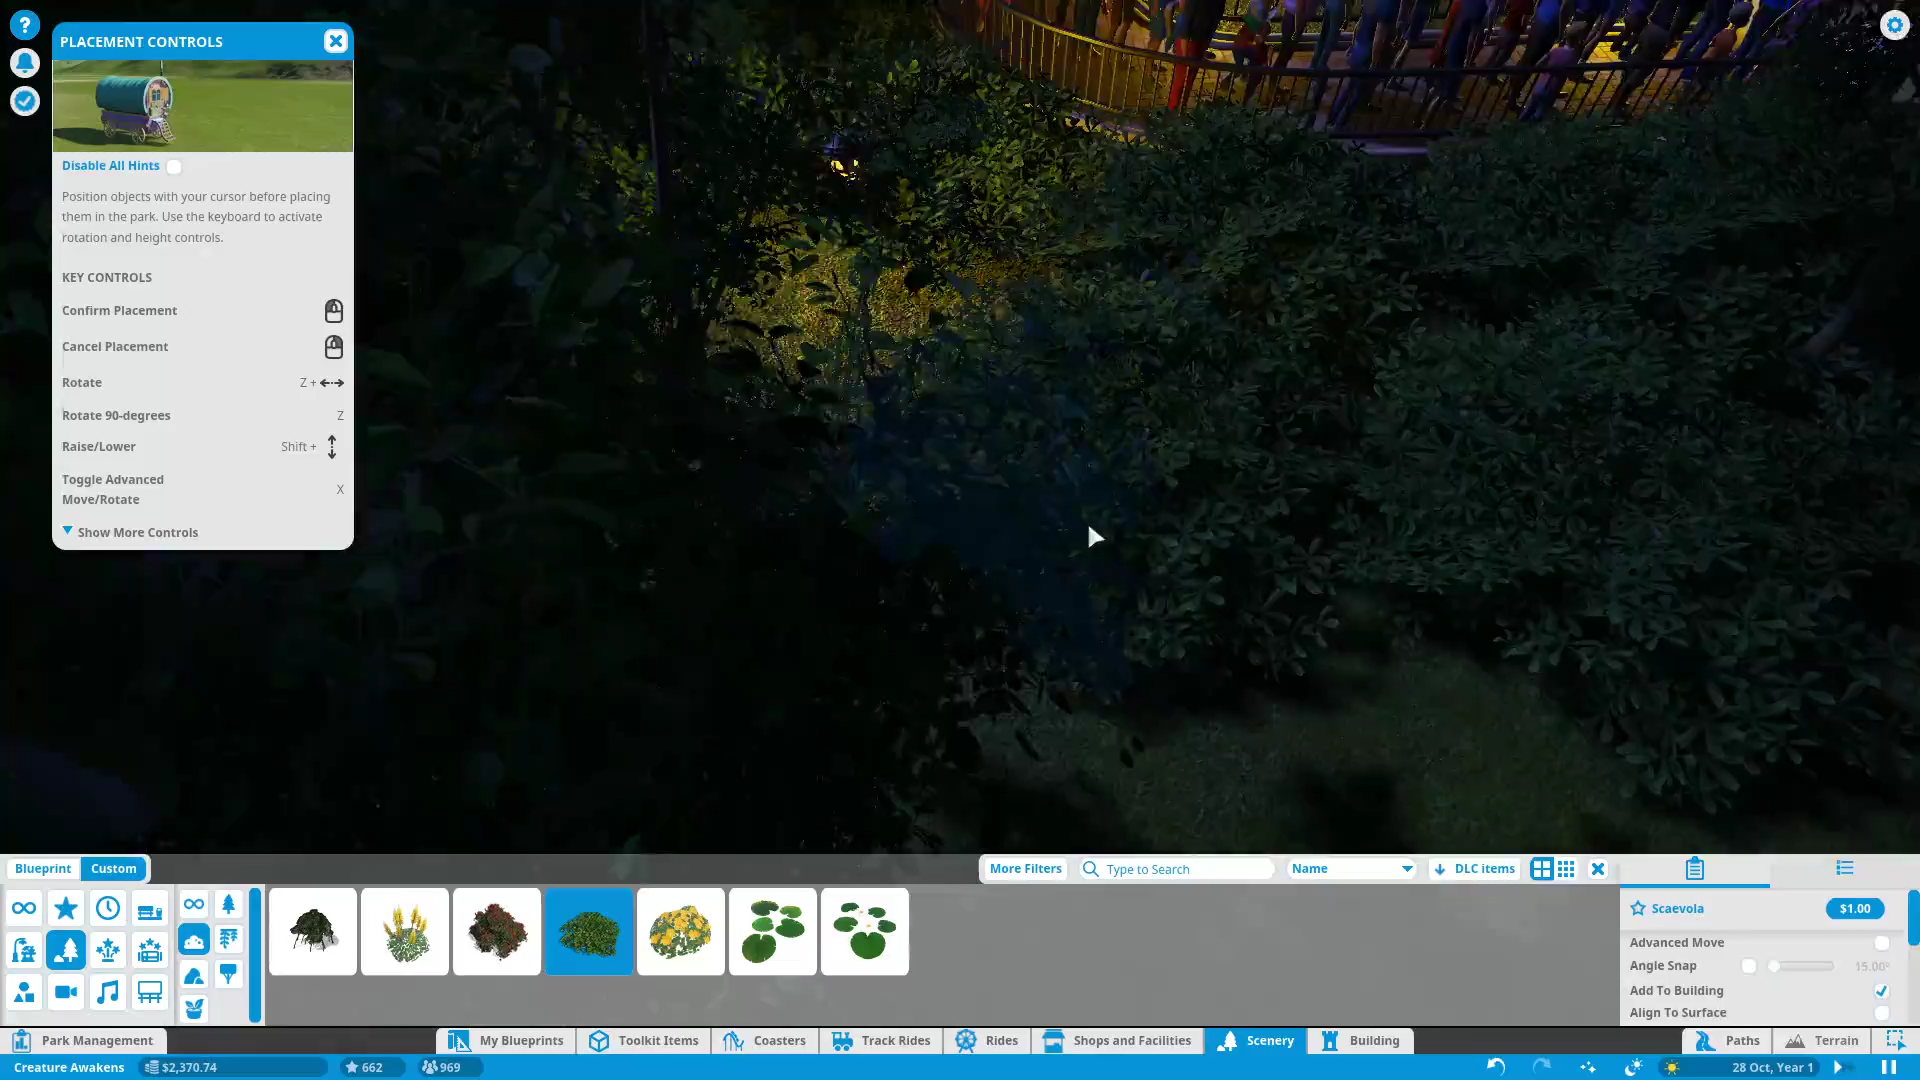 ?
PLACEMENT CONTROLS
Disable All Hints
Position objects with your cursor before placing
them in the park. Use the keyboard to activate
rotation and height controls.
KEY CONTROLS
Confirm Placement
Cancel Placement
Rotate Z +
Rotate 90-degrees Z
Raise/Lower Shift +
Toggle Advanced
Move/Rotate X
Show More Controls
Blueprint Custom
More Filters Type to Search Name DLC items
Scaevola $1.00
Advanced Move
Angle Snap 15.00°
Add To Building
Align To Surface
Park Management My Blueprints Toolkit Items Coasters Track Rides Rides Shops and Facilities Scenery Building Paths Terrain
Creature Awakens $2,370.74 662 969 28 Oct, Year 1